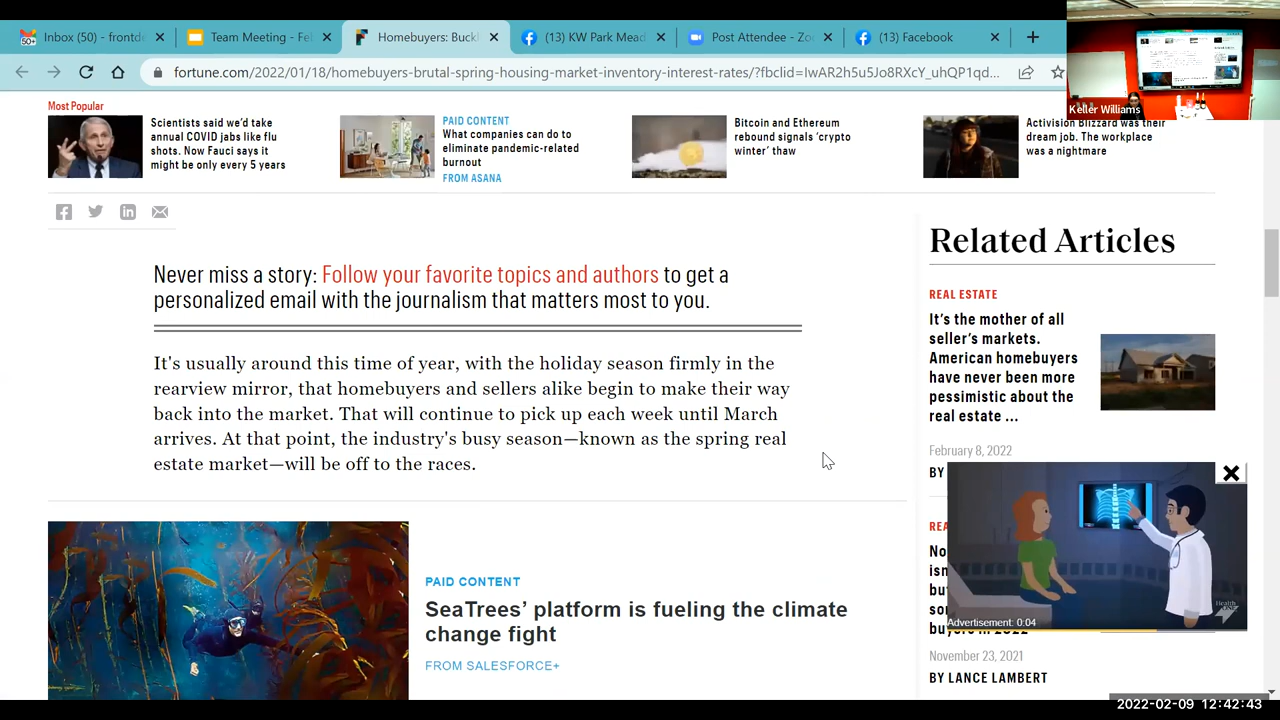 Inbox (50) - frontd
Team Meeting - Fe
Homebuyers: Buck
(13) KW Park Mead
Post Attendee - Zo
(13) Facebook
50+
fortune.com/2022/01/18/homebuyers-brutal-sp
Keller Williams
Most Popular
Scientists said we'd take
annual COVID jabs like flu
shots. Now Fauci says it
might be only every 5 years
PAID CONTENT
What companies can do to
eliminate pandemic-related
burnout
FROM ASANA
Bitcoin and Ethereum
rebound signals 'crypto
winter' thaw
Activision Blizzard was their
dream job. The workplace
was a nightmare
Never miss a story: Follow your favorite topics and authors to get a
personalized email with the journalism that matters most to you.
It's usually around this time of year, with the holiday season firmly in the
rearview mirror, that homebuyers and sellers alike begin to make their way
back into the market. That will continue to pick up each week until March
arrives. At that point, the industry's busy season—known as the spring real
estate market—will be off to the races.
PAID CONTENT
SeaTrees' platform is fueling the climate
change fight
FROM SALESFORCE+
Related Articles
REAL ESTATE
It's the mother of all
seller's markets.
American homebuyers
have never been more
pessimistic about the
real estate ...
February 8, 2022
BY
REA
No
isn
but
son
buyers in 2022
Advertisement: 0:04
November 23, 2021
BY LANCE LAMBERT
2022-02-09 12:42:43